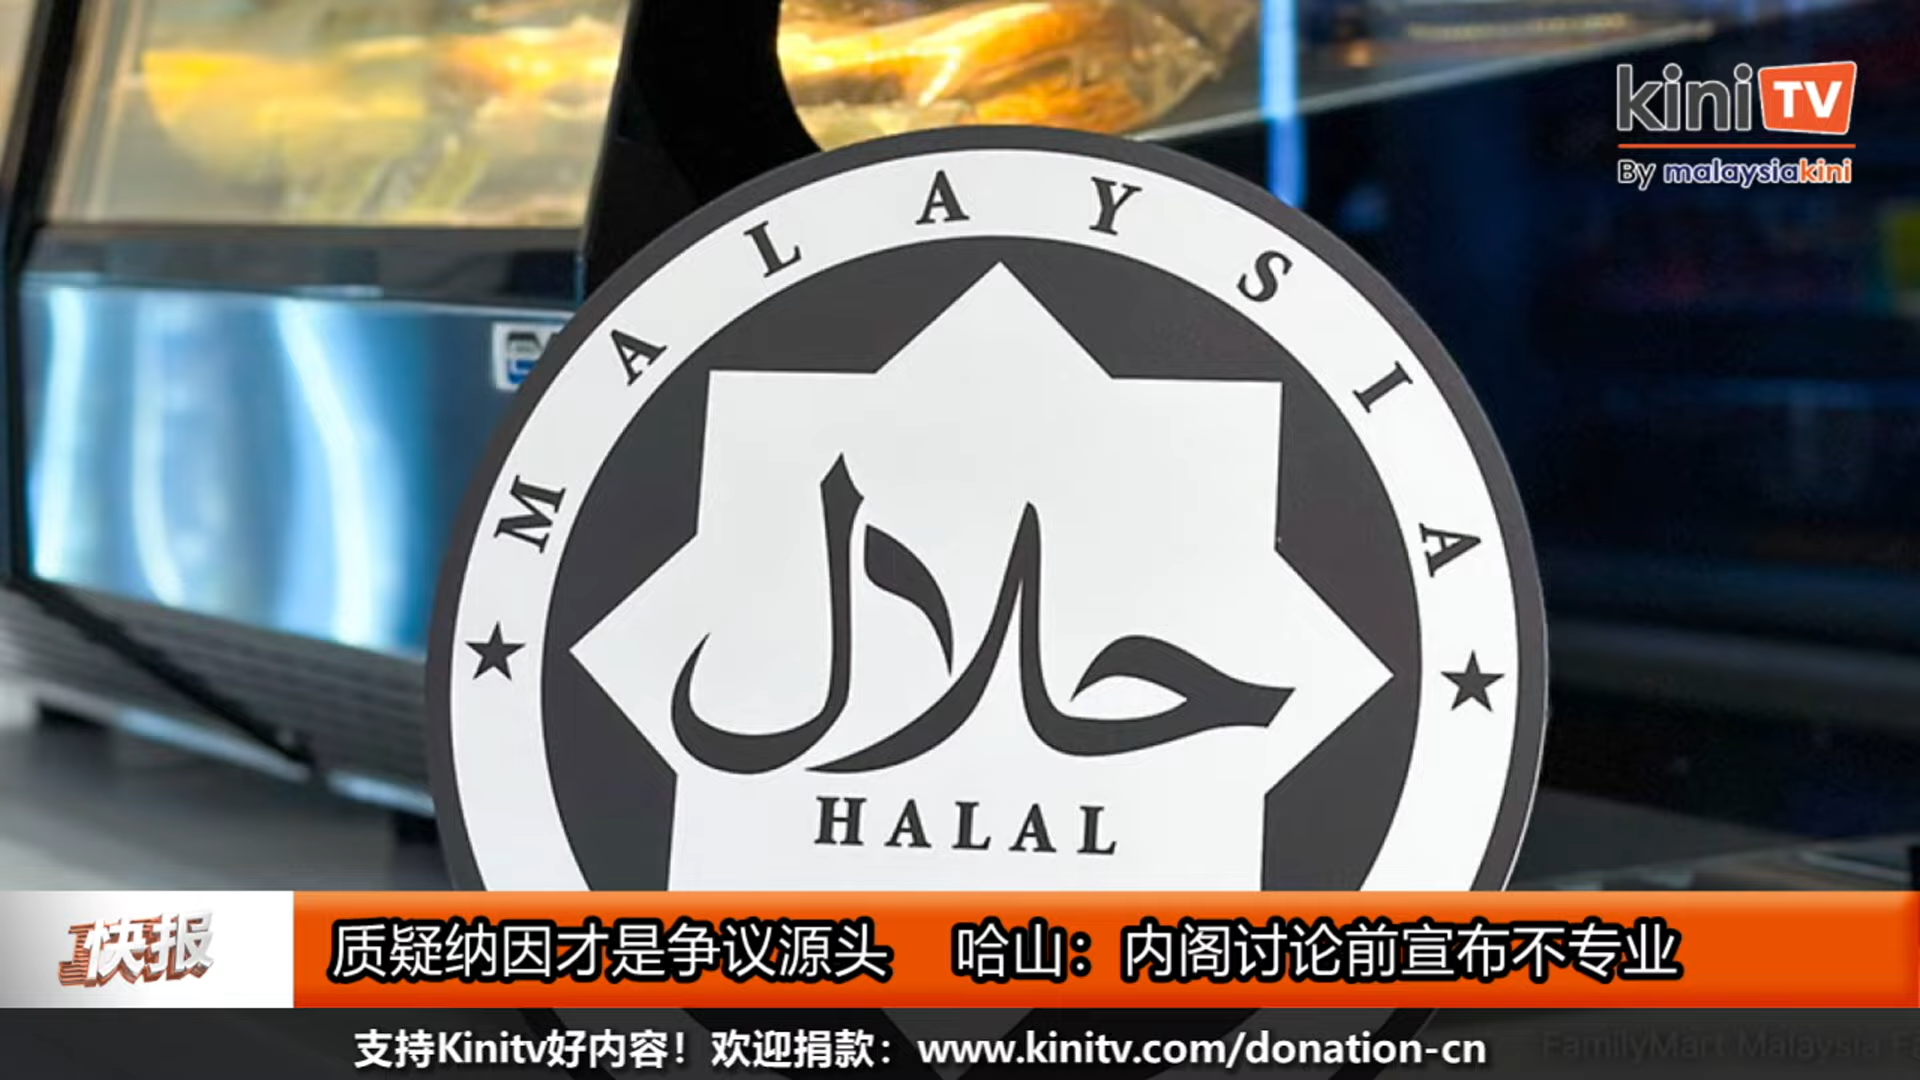 kiniTV
By malaysiakini
MALAYSIA
حلال
HALAL
快报
质疑纳因才是争议源头 哈山：内阁讨论前宣布不专业
支持Kinitv好内容！欢迎捐款：www.kinitv.com/donation-cn
FamilyMart Malaysia